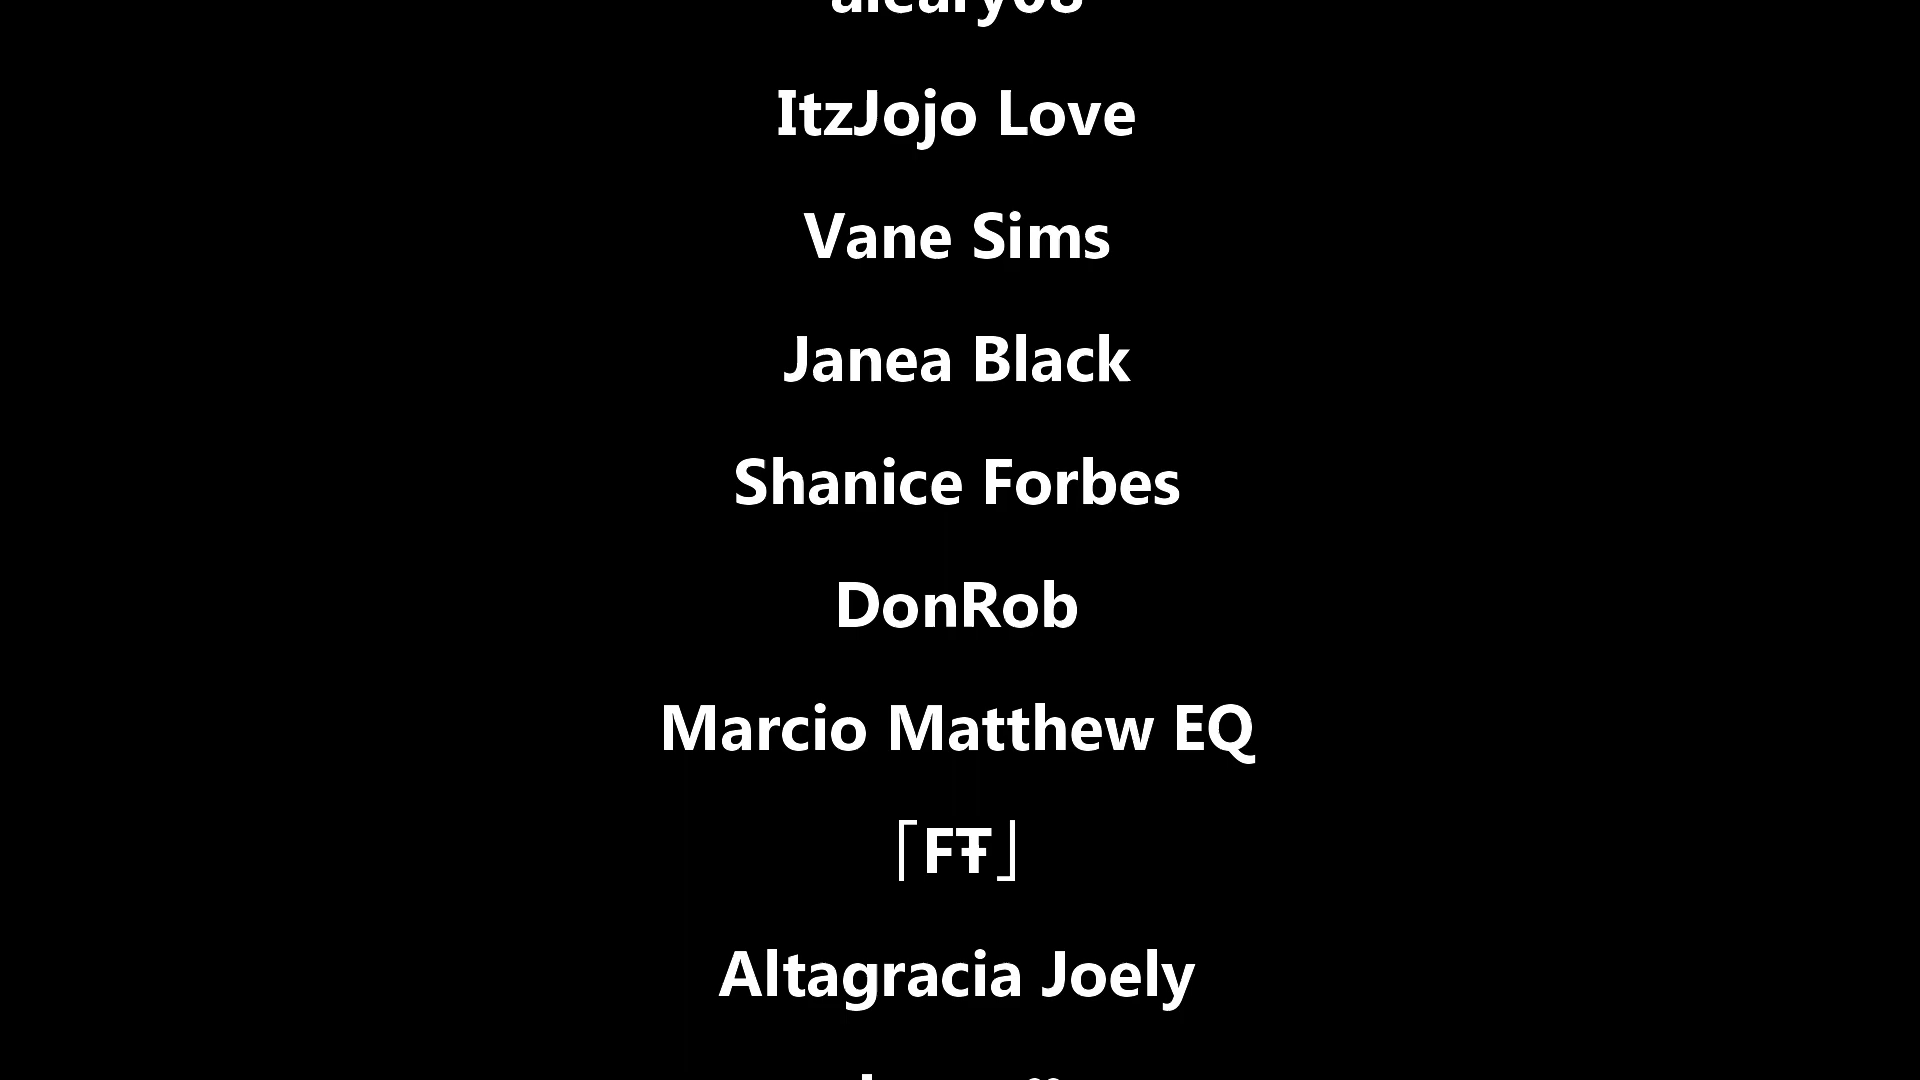 ItzJojo Love
Vane Sims
Janea Black
Shanice Forbes
DonRob
Marcio Matthew EQ
｢FŦ｣
Altagracia Joely